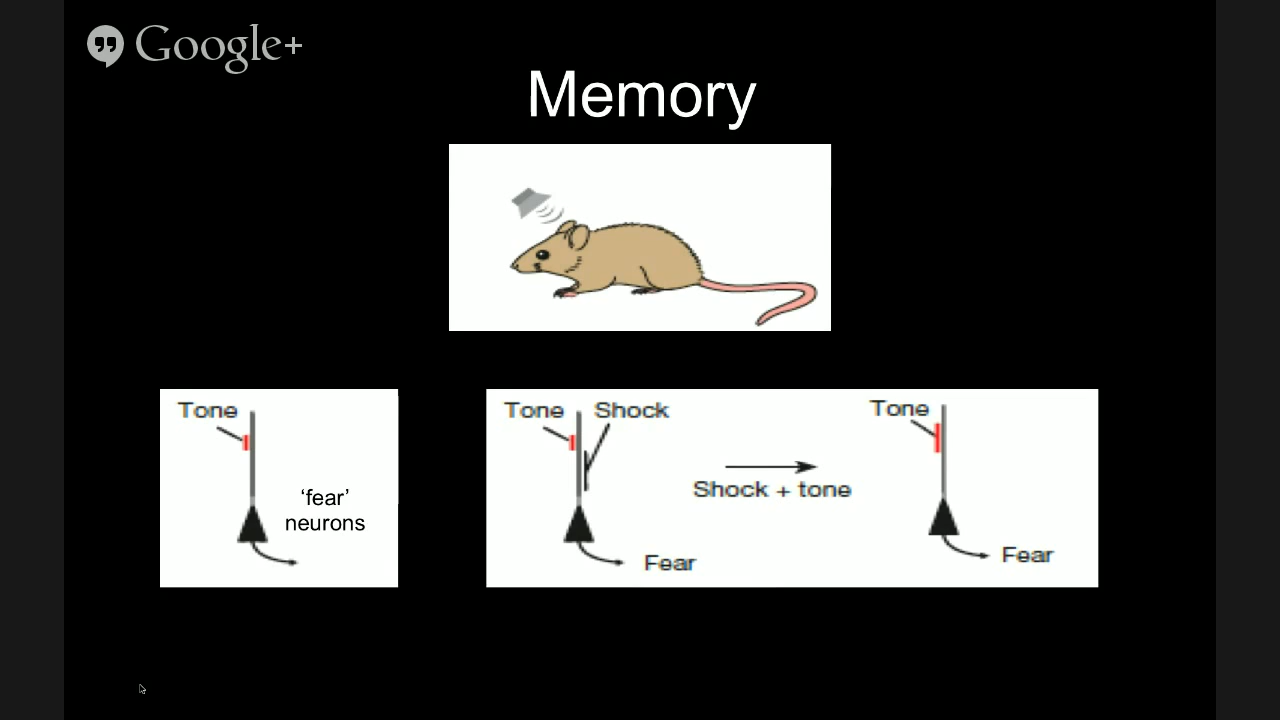 Google+
Memory
Tone
'fear'
neurons
Tone Shock
Fear
Shock + tone
Tone
Fear